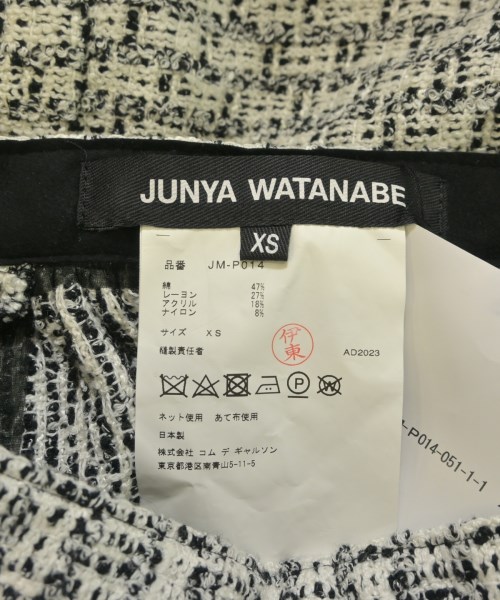 JUNYA WATANABE
XS
品番 JM-P014
綿 47%
レーヨン 27%
アクリル 18%
ナイロン 8%
サイズ XS
縫製責任者
伊東
AD2023
ネット使用 あて布使用
日本製
株式会社 コム デ ギャルソン
東京都港区南青山5-11-5
-P014-051-1-1